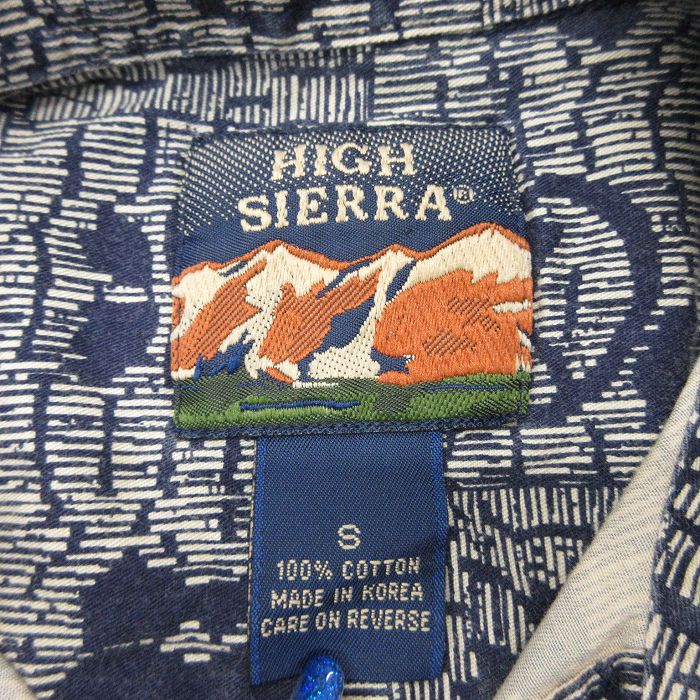 HIGH
SIERRA®
S
100% COTTON
MADE IN KOREA
CARE ON REVERSE